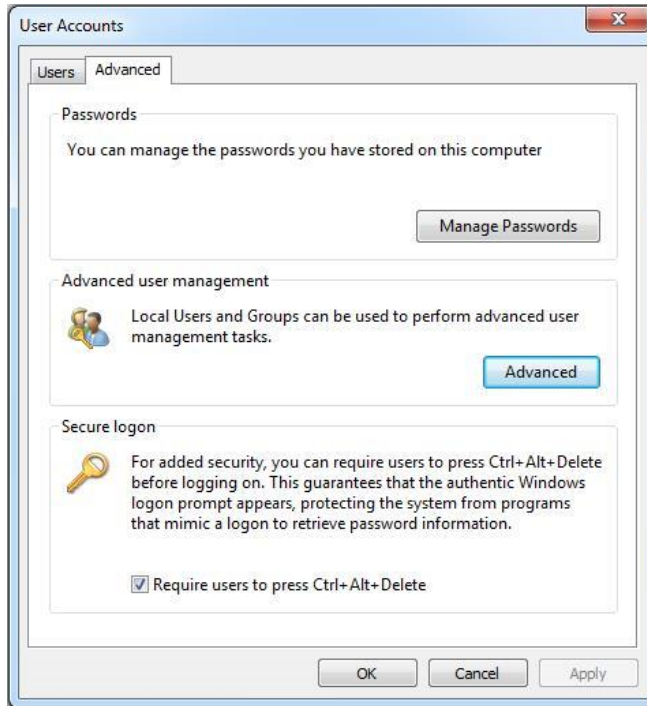 User Accounts
Users
Advanced
Passwords
You can manage the passwords you have stored on this computer
Manage Passwords
Advanced user management
Local Users and Groups can be used to perform advanced user
management tasks.
Advanced
Secure logon
For added security, you can require users to press Ctrl+Alt+Delete
before logging on. This guarantees that the authentic Windows
logon prompt appears, protecting the system from programs
that mimic a logon to retrieve password information.
Require users to press Ctrl+Alt+Delete
OK
Cancel
Apply